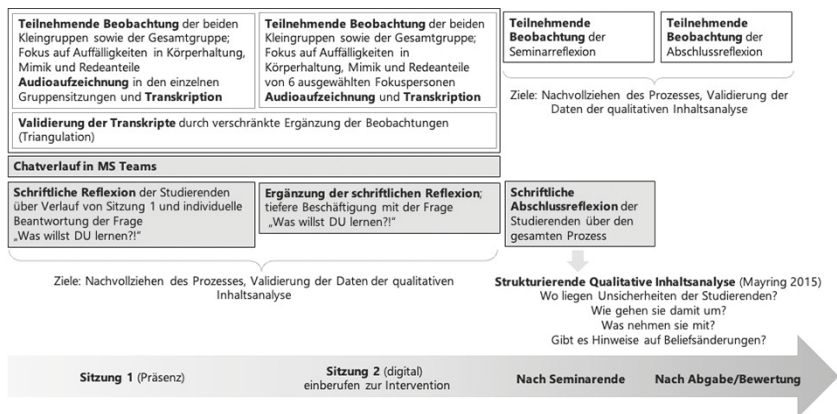 Teilnehmende Beobachtung der beiden
Kleingruppen sowie der Gesamtgruppe;
Fokus auf Auffälligkeiten in Körperhaltung,
Mimik und Redeanteile
Audioaufzeichnung in den einzelnen
Gruppensitzungen und Transkription
Teilnehmende Beobachtung der beiden
Kleingruppen sowie der Gesamtgruppe;
Fokus auf Auffälligkeiten in
Körperhaltung, Mimik und Redeanteile
von 6 ausgewählten Fokuspersonen
Audioaufzeichnung und Transkription
Teilnehmende
Beobachtung der
Seminarreflexion
Teilnehmende
Beobachtung der
Abschlussreflexion
Ziele: Nachvollziehen des Prozesses, Validierung der
Daten der qualitativen Inhaltsanalyse
Validierung der Transkripte durch verschränkte Ergänzung der Beobachtungen
(Triangulation)
Chatverlauf in MS Teams
Schriftliche Reflexion der Studierenden
über Verlauf von Sitzung 1 und individuelle
Beantwortung der Frage
„Was willst DU lernen?!“
Ergänzung der schriftlichen Reflexion;
tiefere Beschäftigung mit der Frage
„Was willst DU lernen?!“
Schriftliche
Abschlussreflexion der
Studierenden über den
gesamten Prozess
Ziele: Nachvollziehen des Prozesses, Validierung der Daten der qualitativen
Inhaltsanalyse
Strukturierende Qualitative Inhaltsanalyse (Mayring 2015)
Wo liegen Unsicherheiten der Studierenden?
Wie gehen sie damit um?
Was nehmen sie mit?
Gibt es Hinweise auf Beliefsänderungen?
Sitzung 1 (Präsenz)
Sitzung 2 (digital)
einberufen zur Intervention
Nach Seminarende
Nach Abgabe/Bewertung